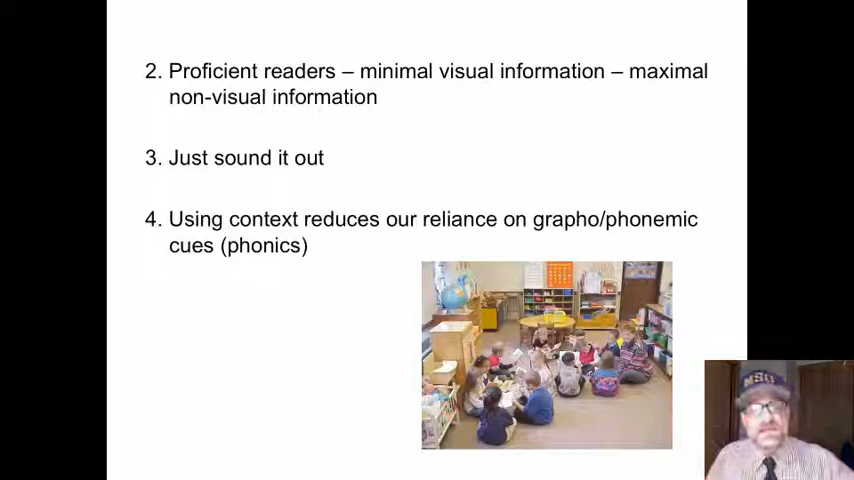 2. Proficient readers – minimal visual information – maximal
non-visual information
3. Just sound it out
4. Using context reduces our reliance on grapho/phonemic
cues (phonics)
MSU